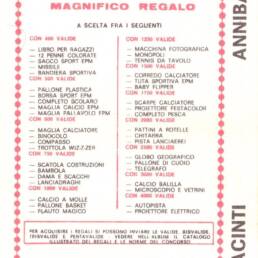 MAGNIFICO REGALO
A SCELTA FRA I SEGUENTI
CON 400 VALIDE
— LIBRO PER RAGAZZI
— 12 PENNE COLORATE
— SACCO SPORT EPM
— MISSILE
— BANDIERA SPORTIVA
CON 500 VALIDE
— PALLONE PLASTICA
— BORSA SPORT EPM
— COMPLETO SCOLARO
— MAGLIA CALCIO EPM
— MAGLIA PALLAVOLO EPM
CON 600 VALIDE
— MAGLIA CALCIATORE
— BINOCOLO
— COMPASSO
— TROTTOLA WIZ-Z-ZER
CON 750 VALIDE
— SCATOLA COSTRUZIONI
— BAMBOLA
— DAMA E SCACCHI
— LANCIADRAGHI
CON 1000 VALIDE
— CALCIO A MOLLE
— PALLONE BASKET
— FLAUTO MAGICO
CON 1250 VALIDE
— MACCHINA FOTOGRAFICA
— MONOPOLI
— TENNIS DA TAVOLO
CON 1500 VALIDE
— CORREDO CALCIATORE
— TUTA SPORTIVA EPM
— BABY FLIPPER
CON 1750 VALIDE
— SCARPE CALCIATORE
— PROIETTORE FESTACOLOR
— COMPLETO PESCA
CON 2000 VALIDE
— PATTINI A ROTELLE
— CHITARRA
— PISTA LANCIAEREI
CON VALIDE
— GLOBO GEOGRAFICO
— PALLONE DI CUOIO
— TELEGRAFO
CON VALIDE
— CALCIO BALILLA
— MICROSCOPIO E VETRINI
CON VALIDE
— AUTOPISTA
— PROIETTORE ELETTRICO
PER ACQUISIRE I REGALI SI POSSONO INVIARE LE VALIDE, BISVALIDE,
TRISVALIDE E PENTAVALIDE. VEDERE NELL'ALBUM IL CATALOGO
ILLUSTRATO DEI REGALI E LE NORME DEL CONCORSO.
ANNIBA
ACINTI